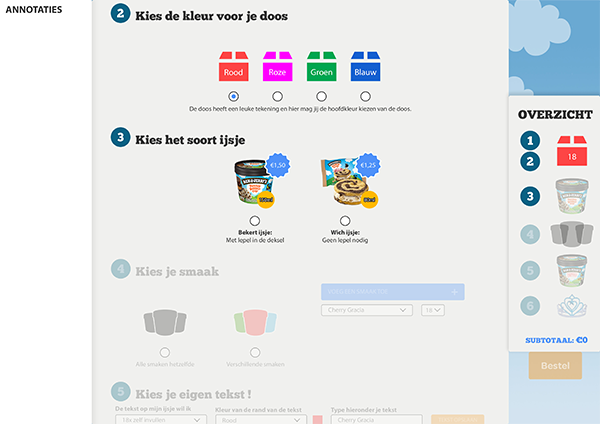 ANNOTATIES
2 Kies de kleur voor je doos
Rood Roze Groen Blauw
De doos heeft een leuke tekening en hier mag jij de hoofdkleur kiezen van de doos.
3 Kies het soort ijsje
€1,50 €1,25
Bekert ijsje: Wich ijsje:
Met lepel in de deksel Geen lepel nodig
4 Kies je smaak
Cherry Gracia 18
Alle smaken hetzelfde Verschillende smaken
5 Kies je eigen tekst !
De tekst op mijn ijsje wil ik Kleur van de rand van de tekst Type hieronder je tekst
1x zelf invullen Rood Cherry Gracia
OVERZICHT
1
2 18
3
4
5
6
SUBTOTAAL: €0
Bestel